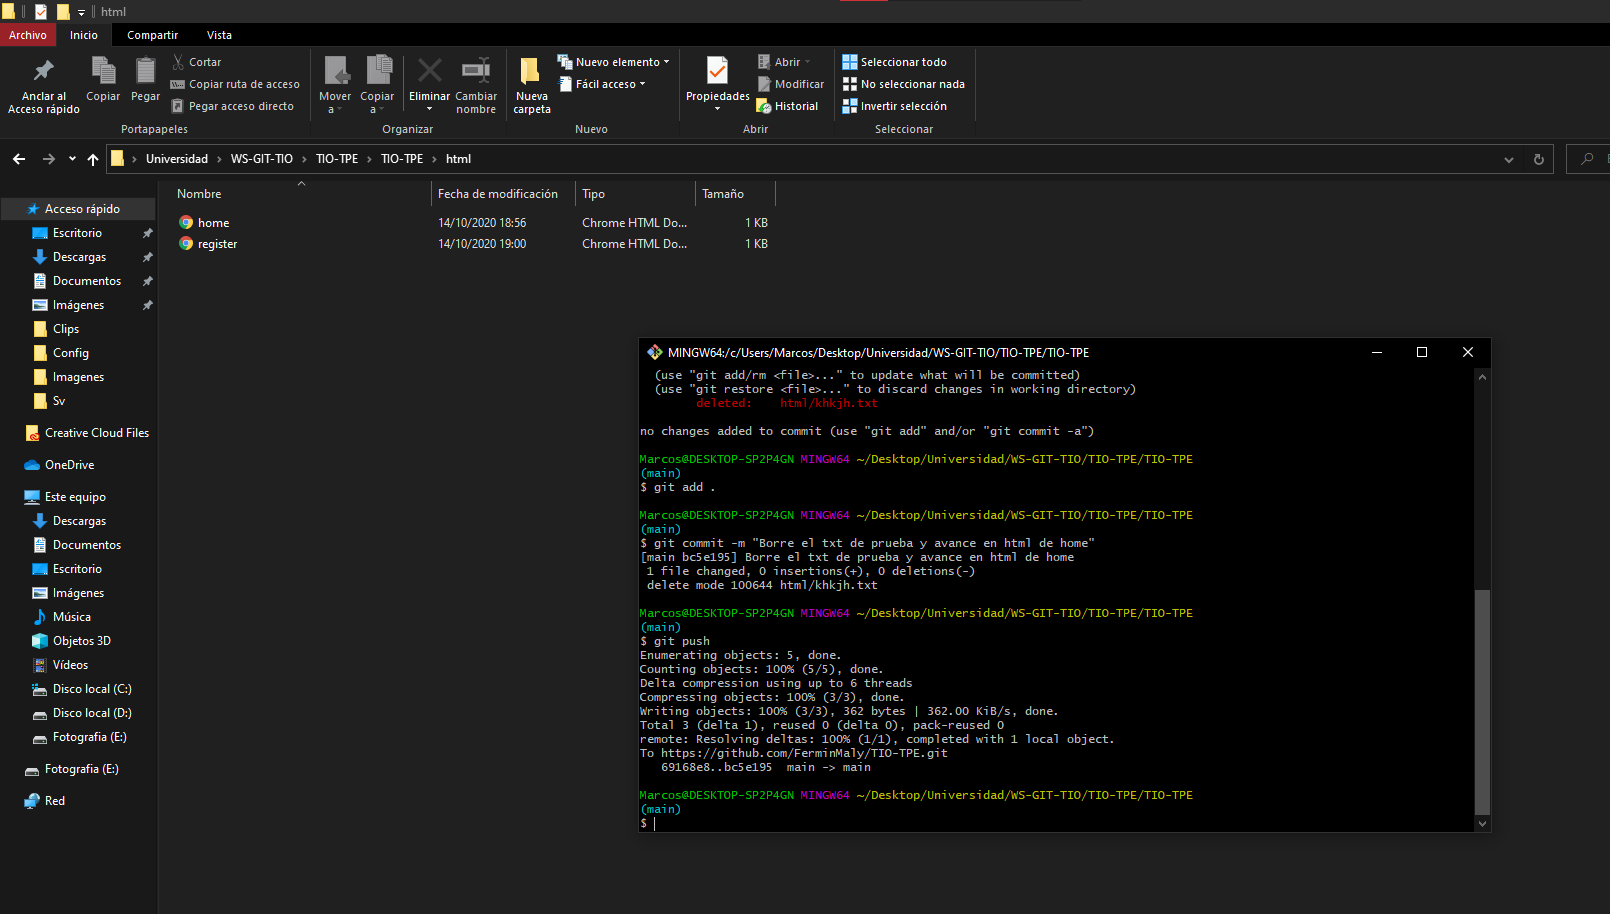 html
Archivo
Inicio
Compartir
Vista
Anclar al
Acceso rápido
Copiar
Pegar
Cortar
Copiar ruta de acceso
Pegar acceso directo
Portapapeles
Mover
a
Copiar
a
Eliminar
Cambiar
nombre
Organizar
Nueva
carpeta
Nuevo elemento
Fácil acceso
Nuevo
Propiedades
Abrir
Modificar
Historial
Abrir
Seleccionar todo
No seleccionar nada
Invertir selección
Seleccionar
Universidad › WS-GIT-TIO › TIO-TPE › TIO-TPE › html
Nombre Fecha de modificación Tipo Tamaño
home 14/10/2020 18:56 Chrome HTML Do... 1 KB
register 14/10/2020 19:00 Chrome HTML Do... 1 KB
Acceso rápido
Escritorio
Descargas
Documentos
Imágenes
Clips
Config
Imagenes
Sv
Creative Cloud Files
OneDrive
Este equipo
Descargas
Documentos
Escritorio
Imágenes
Música
Objetos 3D
Vídeos
Disco local (C:)
Disco local (D:)
Fotografia (E:)
Fotografia (E:)
Red
MINGW64:/c/Users/Marcos/Desktop/Universidad/WS-GIT-TIO/TIO-TPE/TIO-TPE
(use "git add/rm <file>..." to update what will be committed)
(use "git restore <file>..." to discard changes in working directory)
deleted: html/khkjh.txt
no changes added to commit (use "git add" and/or "git commit -a")
Marcos@DESKTOP-SP2P4GN MINGW64 ~/Desktop/Universidad/WS-GIT-TIO/TIO-TPE/TIO-TPE
(main)
$ git add .
Marcos@DESKTOP-SP2P4GN MINGW64 ~/Desktop/Universidad/WS-GIT-TIO/TIO-TPE/TIO-TPE
(main)
$ git commit -m "Borre el txt de prueba y avance en html de home"
[main bc5e195] Borre el txt de prueba y avance en html de home
1 file changed, 0 insertions(+), 0 deletions(-)
delete mode 100644 html/khkjh.txt
Marcos@DESKTOP-SP2P4GN MINGW64 ~/Desktop/Universidad/WS-GIT-TIO/TIO-TPE/TIO-TPE
(main)
$ git push
Enumerating objects: 5, done.
Counting objects: 100% (5/5), done.
Delta compression using up to 6 threads
Compressing objects: 100% (3/3), done.
Writing objects: 100% (3/3), 362 bytes | 362.00 KiB/s, done.
Total 3 (delta 1), reused 0 (delta 0), pack-reused 0
remote: Resolving deltas: 100% (1/1), completed with 1 local object.
To https://github.com/FerminMaly/TIO-TPE.git
69168e8..bc5e195 main -> main
Marcos@DESKTOP-SP2P4GN MINGW64 ~/Desktop/Universidad/WS-GIT-TIO/TIO-TPE/TIO-TPE
(main)
$